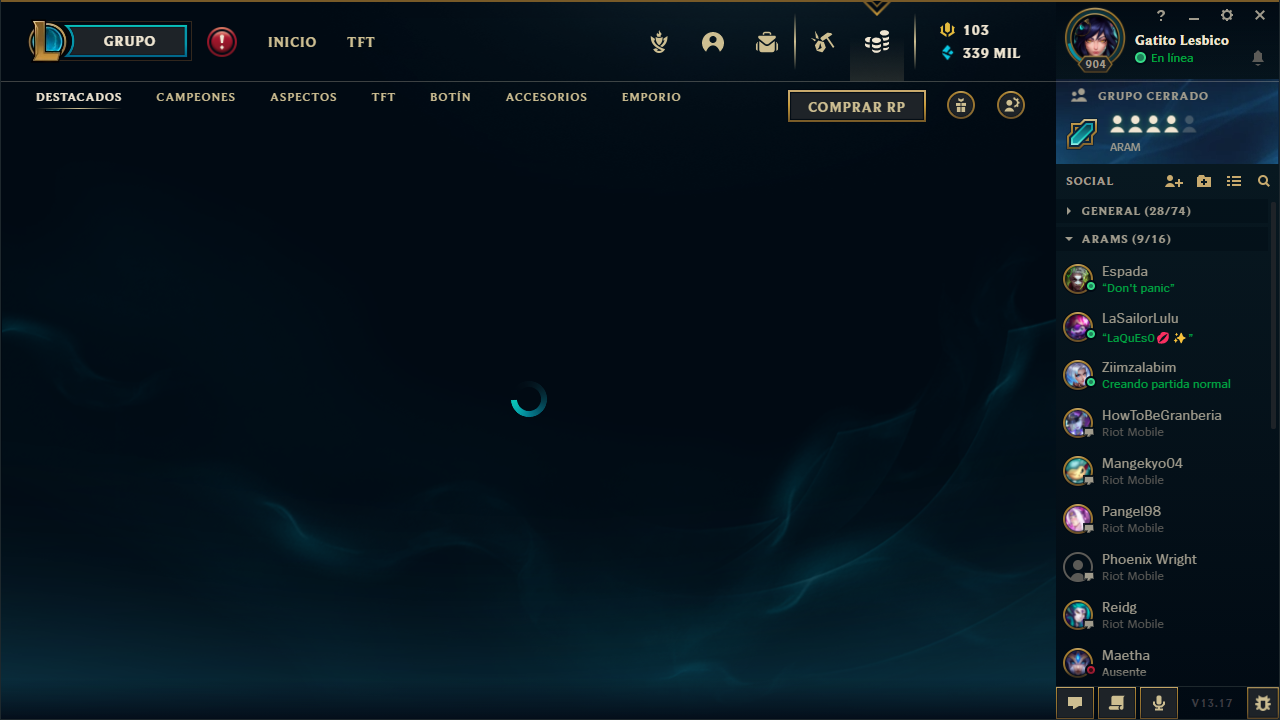 GRUPO
INICIO
TFT
103
339 MIL
?
Gatito Lesbico
En línea
904
DESTACADOS
CAMPEONES
ASPECTOS
TFT
BOTÍN
ACCESORIOS
EMPORIO
COMPRAR RP
GRUPO CERRADO
ARAM
SOCIAL
GENERAL (28/74)
ARAMS (9/16)
Espada
“Don't panic”
LaSailorLulu
“LaQuEsO💋✨”
Ziimzalabim
Creando partida normal
HowToBeGranberia
Riot Mobile
Mangekyo04
Riot Mobile
Pangel98
Riot Mobile
Phoenix Wright
Riot Mobile
Reidg
Riot Mobile
Maetha
Ausente
V13.17